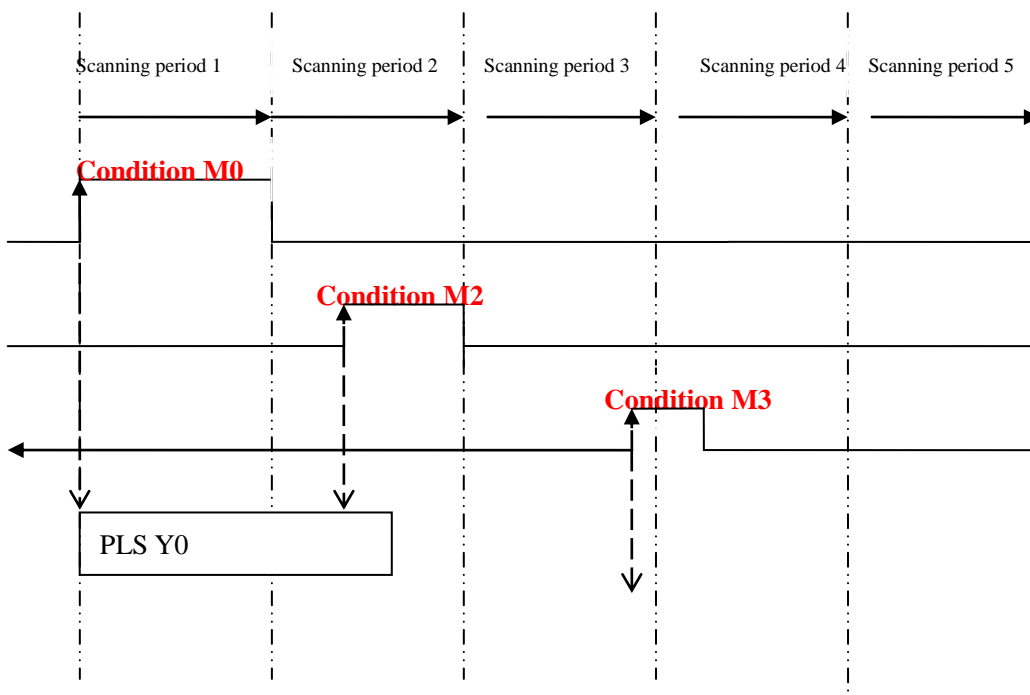 Scanning period 1
Scanning period 2
Scanning period 3
Scanning period 4
Scanning period 5
Condition M0
Condition M2
Condition M3
PLS Y0